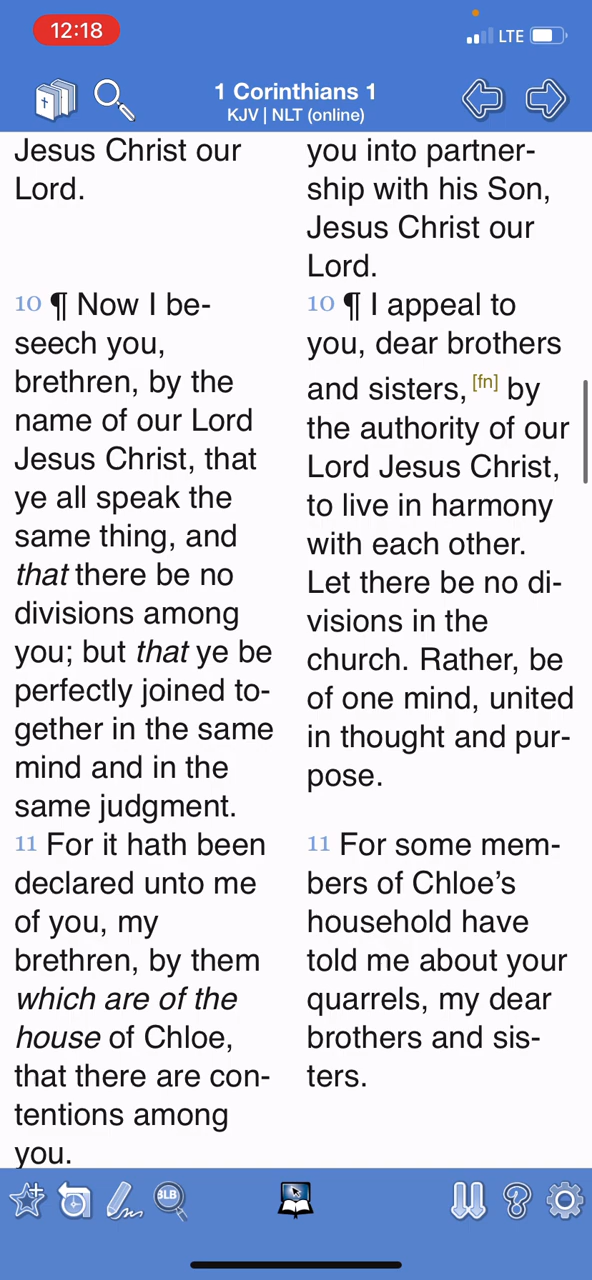 12:18
LTE
1 Corinthians 1
KJV | NLT (online)
Jesus Christ our
Lord.
10 ¶ Now I be-
seech you,
brethren, by the
name of our Lord
Jesus Christ, that
ye all speak the
same thing, and
that there be no
divisions among
you; but that ye be
perfectly joined to-
gether in the same
mind and in the
same judgment.
11 For it hath been
declared unto me
of you, my
brethren, by them
which are of the
house of Chloe,
that there are con-
tentions among
you.
you into partner-
ship with his Son,
Jesus Christ our
Lord.
10 ¶ I appeal to
you, dear brothers
and sisters, [fn] by
the authority of our
Lord Jesus Christ,
to live in harmony
with each other.
Let there be no di-
visions in the
church. Rather, be
of one mind, united
in thought and pur-
pose.
11 For some mem-
bers of Chloe’s
household have
told me about your
quarrels, my dear
brothers and sis-
ters.
BLB